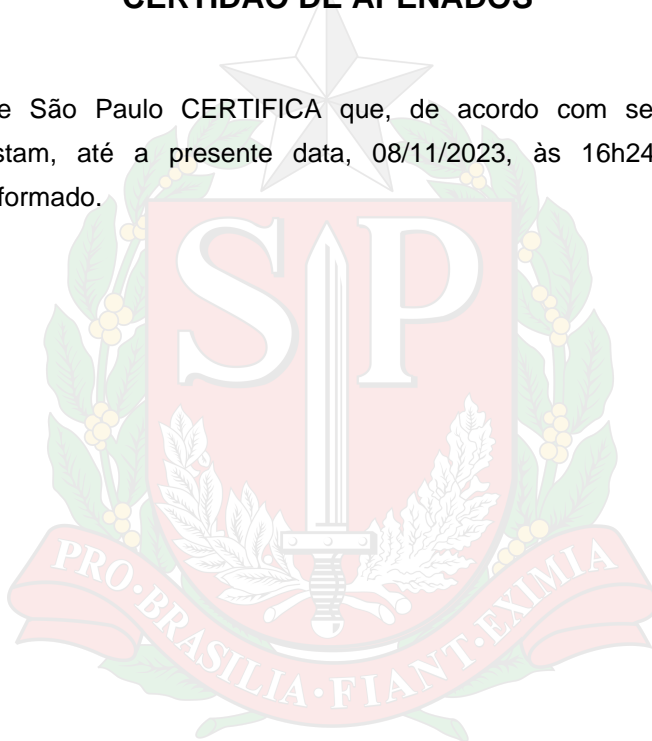 CERTIDÃO DE APENADOS
e São Paulo CERTIFICA que, de acordo com se
stam, até a presente data, 08/11/2023, às 16h24
formado.
SP
PRO·BRASILIA·FIANT·EXIMIA